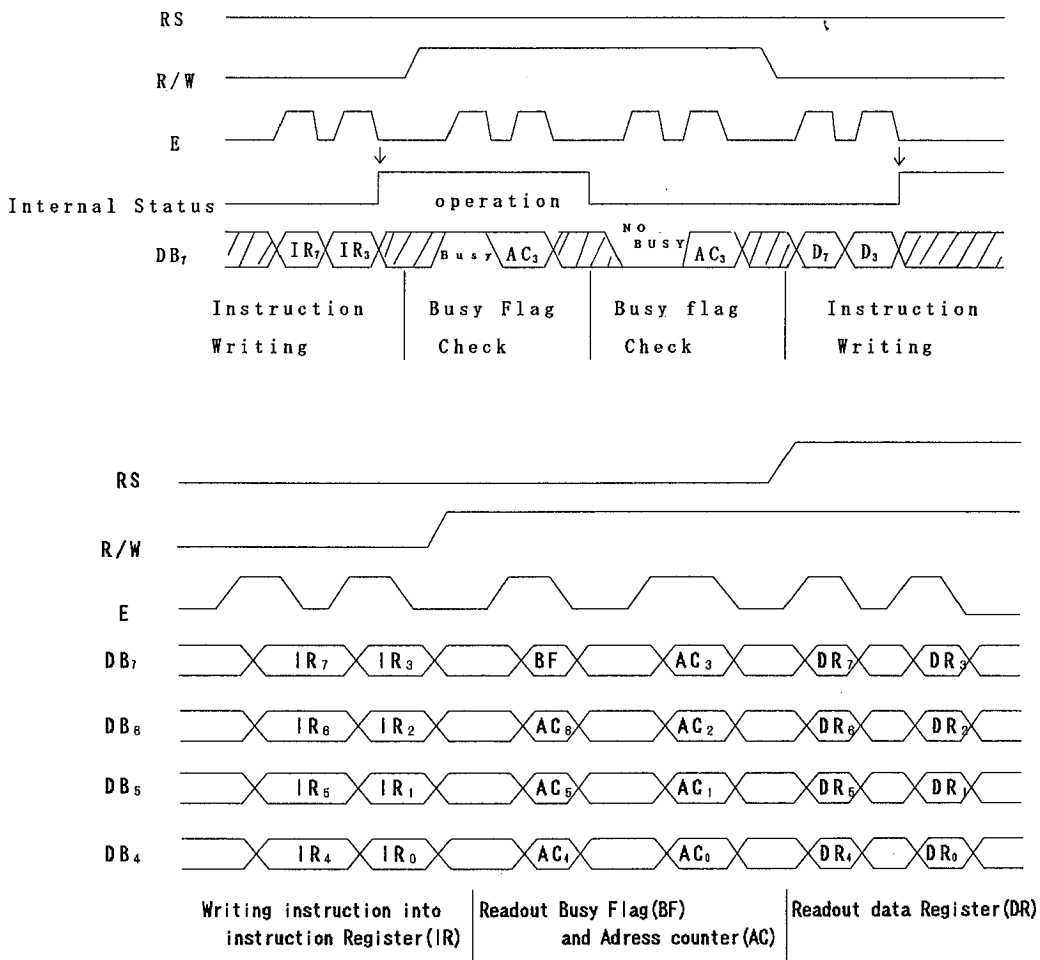 RS
R/W
E
Internal Status operation
DB₇ IR₇ IR₃ Busy AC₃ NO BUSY AC₃ D₇ D₃
Instruction Busy Flag Busy flag Instruction
Writing Check Check Writing
RS
R/W
E
DB₇ IR₇ IR₃ BF AC₃ DR₇ DR₃
DB₆ IR₆ IR₂ AC₆ AC₂ DR₆ DR₂
DB₅ IR₅ IR₁ AC₅ AC₁ DR₅ DR₁
DB₄ IR₄ IR₀ AC₄ AC₀ DR₄ DR₀
Writing instruction into Readout Busy Flag(BF) Readout data Register(DR)
instruction Register(IR) and Adress counter(AC)